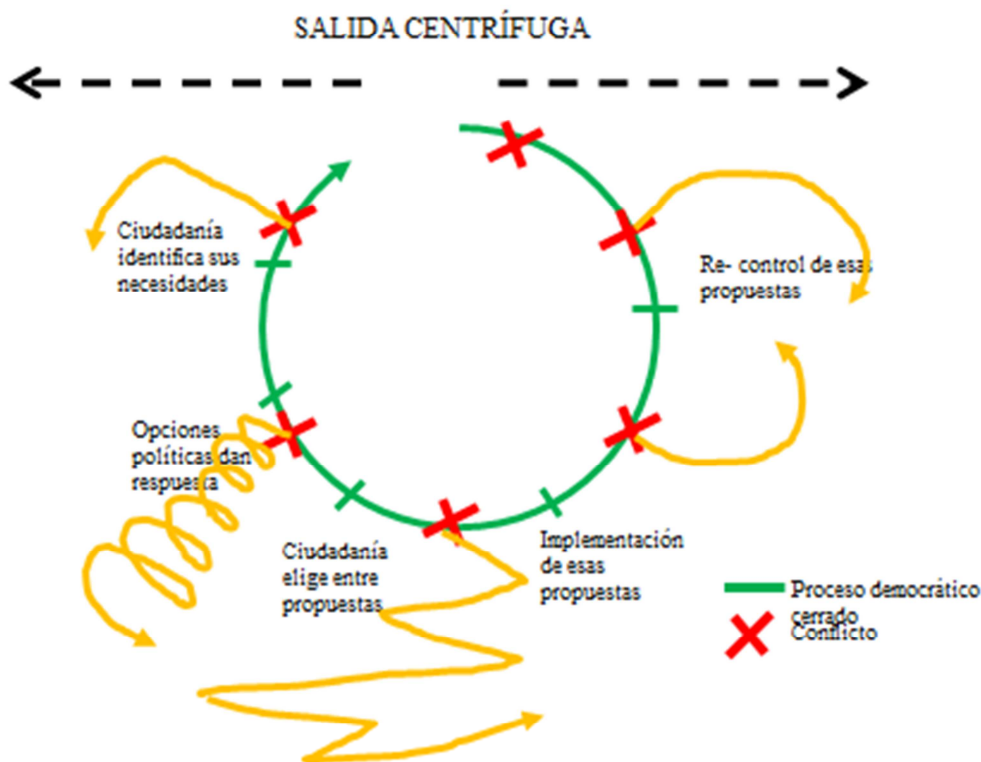 SALIDA CENTRÍFUGA
Ciudadanía
identifica sus
necesidades
Re- control de esas
propuestas
Opciones
políticas dan
respuesta
Ciudadanía
elige entre
propuestas
Implementación
de esas
propuestas
Proceso democrático
cerrado
Conflicto